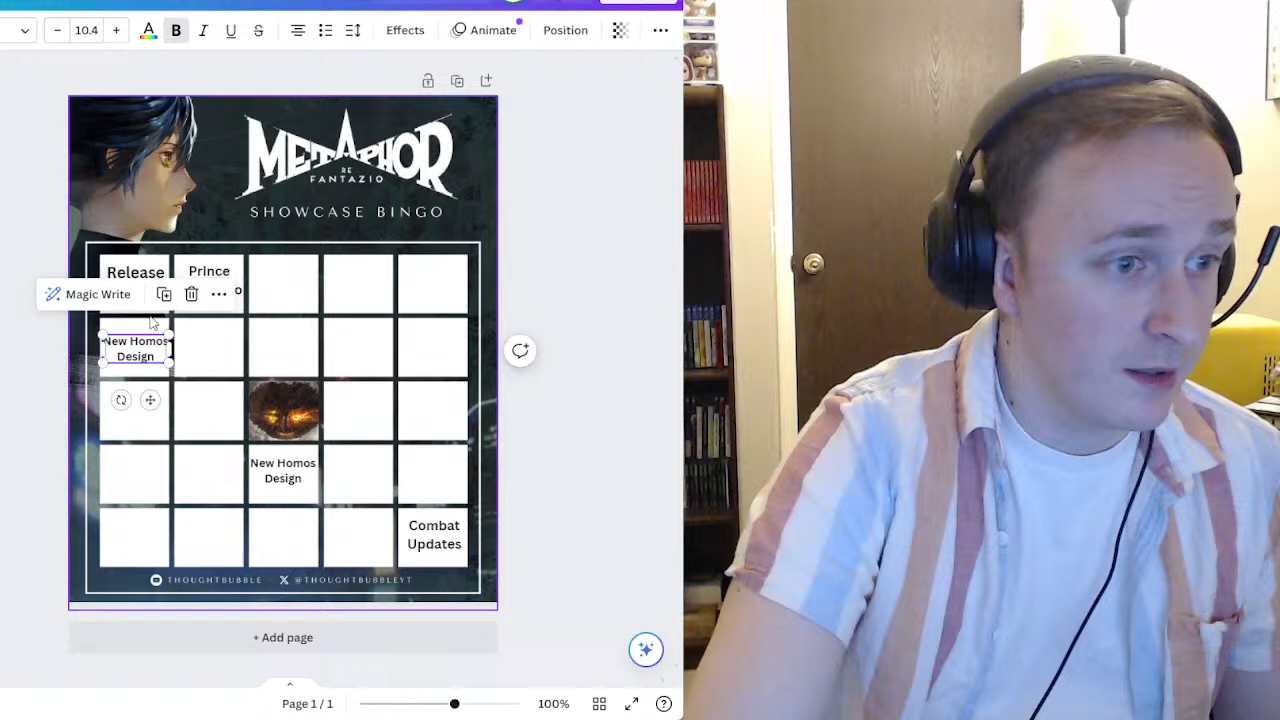 10.4
B
I
U
S
Effects
Animate
Position
METAPHOR
RE
FANTAZIO
SHOWCASE BINGO
Release
Prince
Magic Write
New Homos
Design
New Homos
Design
Combat
Updates
THOUGHTBUBBLE @THOUGHTBUBBLEYT
+ Add page
Page 1 / 1
100%